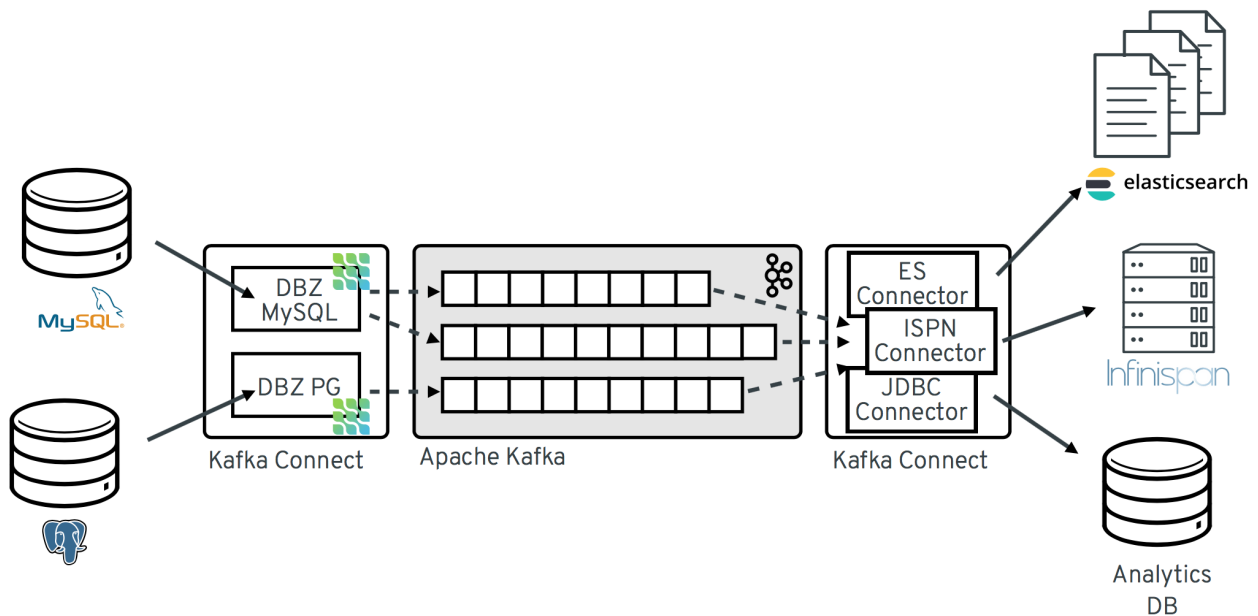 elasticsearch
MySQL®
DBZ
MySQL
DBZ PG
Kafka Connect
Apache Kafka
ES
Connector
ISPN
Connector
JDBC
Connector
Kafka Connect
Infinispan
Analytics
DB